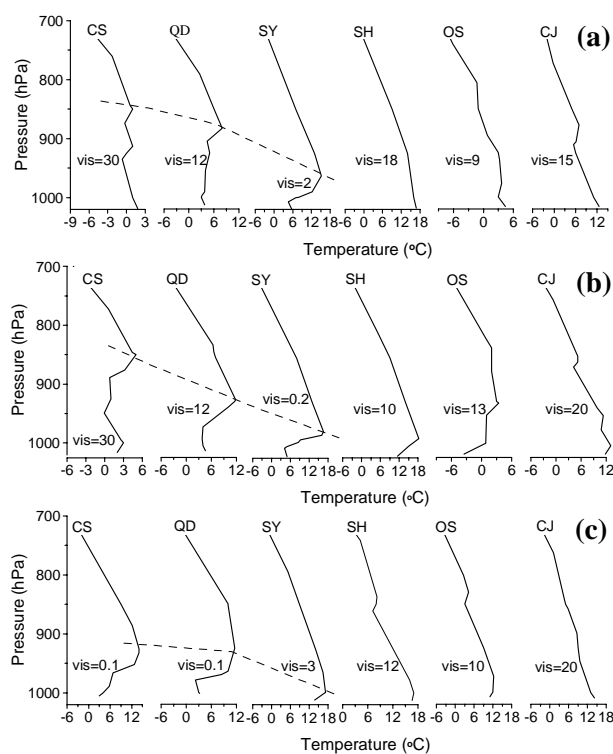 700
CS QD SY SH OS CJ (a)
800
Pressure (hPa)
900
vis=30 vis=12 vis=2 vis=18 vis=9 vis=15
1000
-9 -6 -3 0 3 0 6 12 0 6 12 18 0 6 12 18 -6 0 6 0 6 12
Temperature (ºC)
700
CS QD SY SH OS CJ (b)
800
Pressure (hPa)
900
vis=30 vis=12 vis=0.2 vis=10 vis=13 vis=20
1000
-6 -3 0 3 6 -6 0 6 12 -6 0 6 12 18 -6 0 6 12 18 -6 0 6 -6 0 6 12
Temperature (ºC)
700
CS QD SY SH OS CJ (c)
800
Pressure (hPa)
900
vis=0.1 vis=0.1 vis=3 vis=12 vis=10 vis=20
1000
-6 0 6 12 -6 0 6 12 -6 0 6 12 18 -6 0 6 12 18 -6 0 6 12 -6 0 6 12 18
Temperature (ºC)